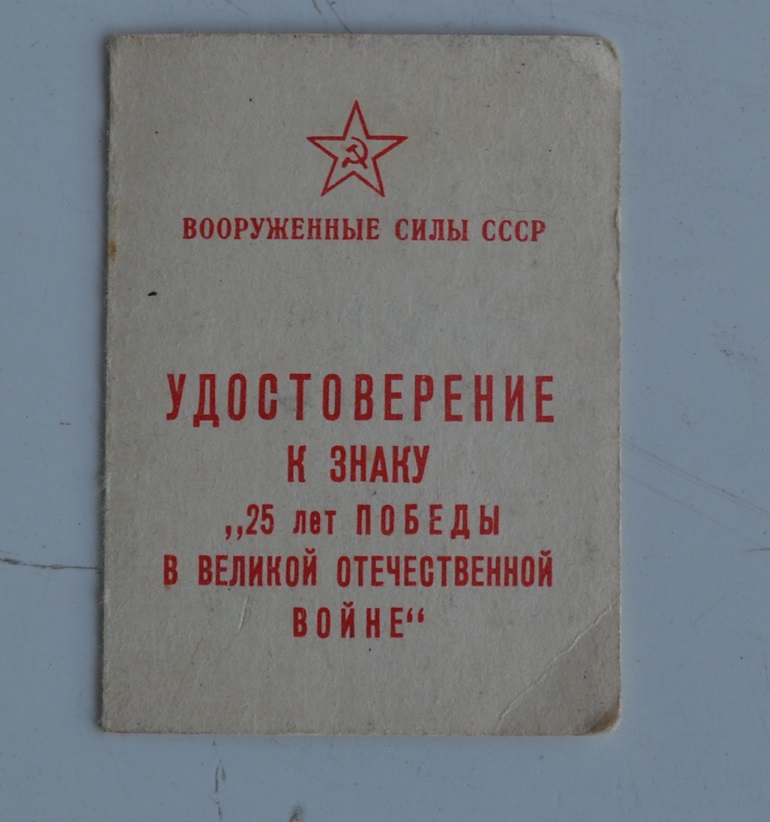 ВООРУЖЕННЫЕ СИЛЫ СССР
УДОСТОВЕРЕНИЕ
К ЗНАКУ
„25 лет ПОБЕДЫ
В ВЕЛИКОЙ ОТЕЧЕСТВЕННОЙ
ВОЙНЕ“